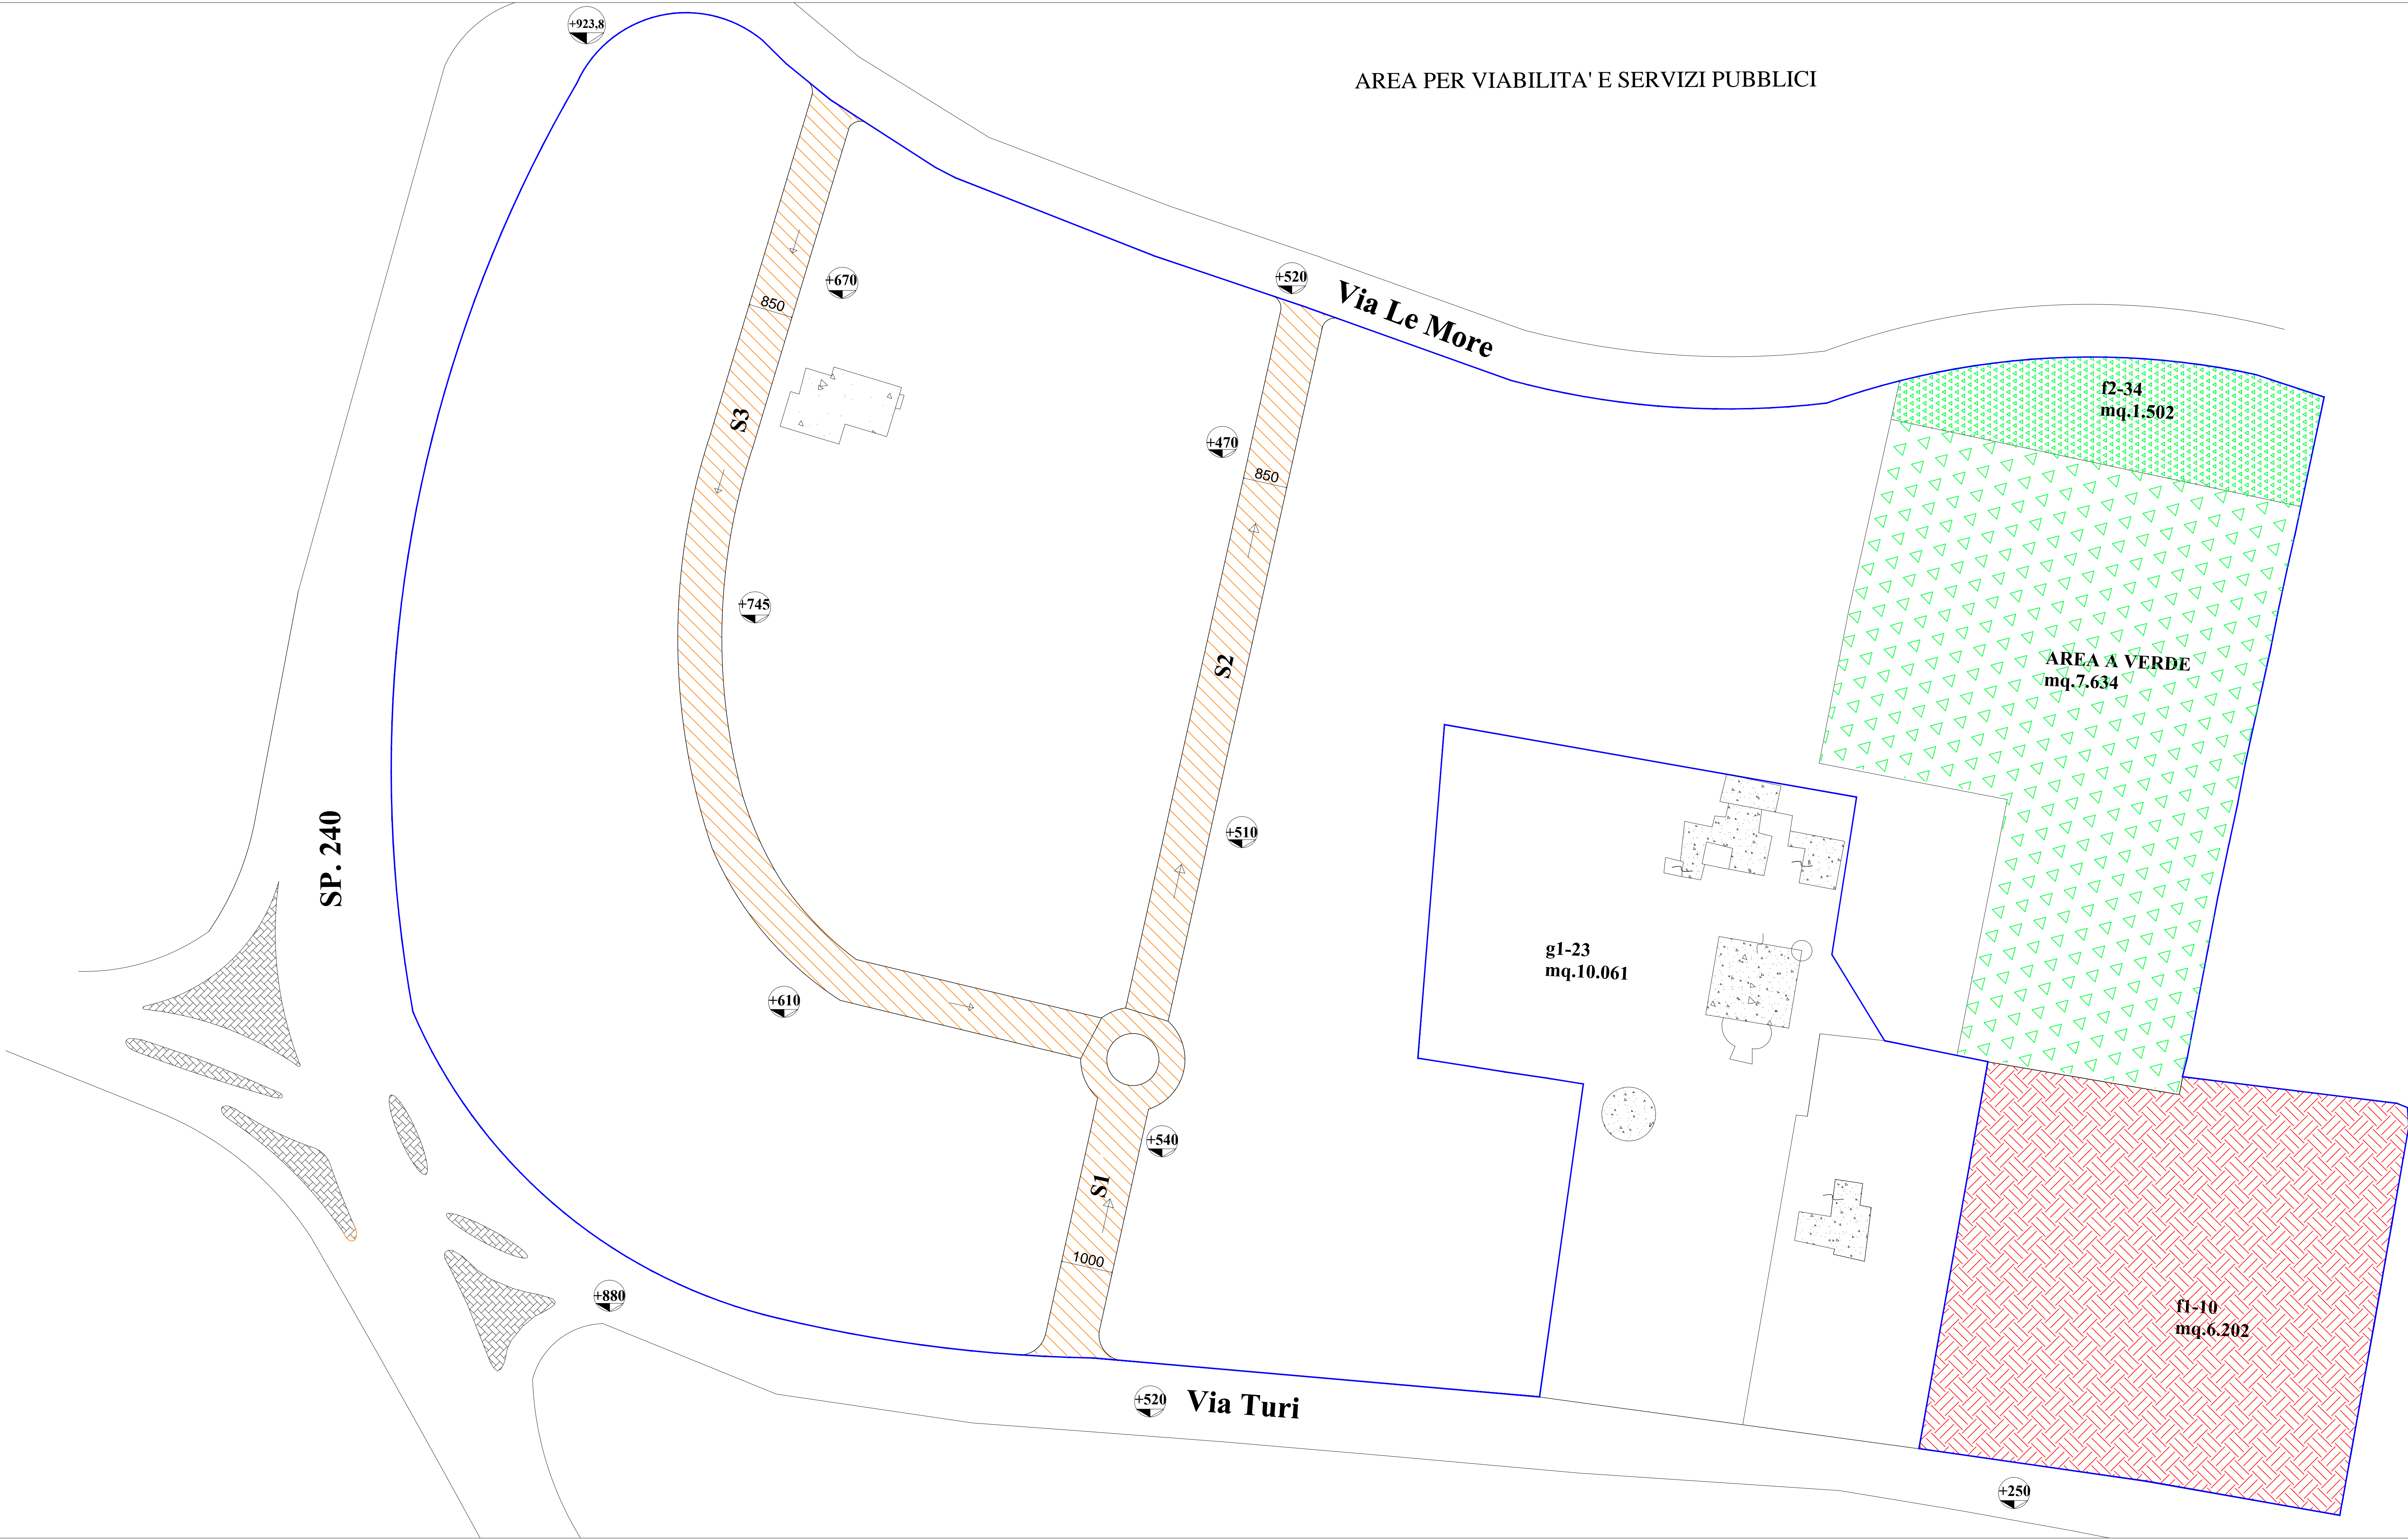 +923,8
AREA PER VIABILITA' E SERVIZI PUBBLICI
+670
+520
Via Le More
850
f2-34
mq.1.502
S3
+470
850
+745
S2
AREA A VERDE
mq.7.634
+510
SP. 240
g1-23
mq.10.061
+610
+540
S1
1000
+880
f1-10
mq.6.202
+520
Via Turi
+250